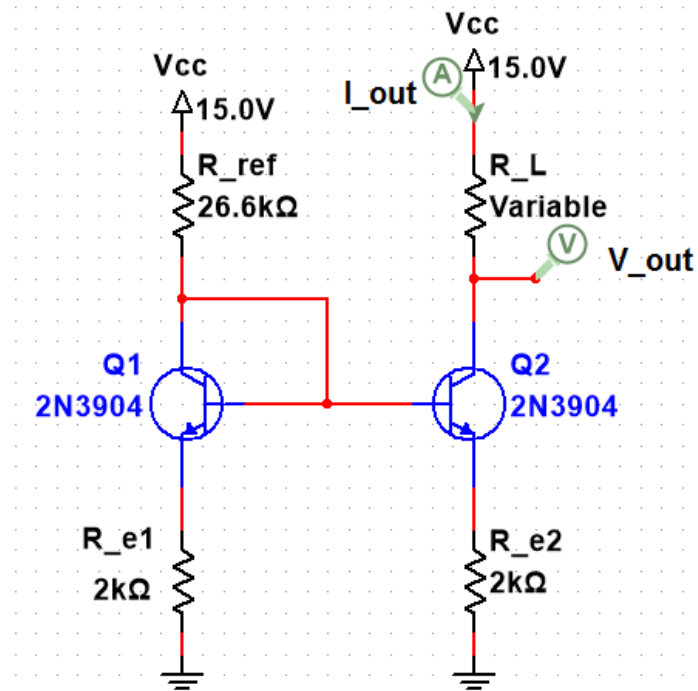 Vcc
15.0V
R_ref
26.6kΩ
Vcc
15.0V
A
I_out
R_L
Variable
V
V_out
Q1
2N3904
Q2
2N3904
R_e1
2kΩ
R_e2
2kΩ